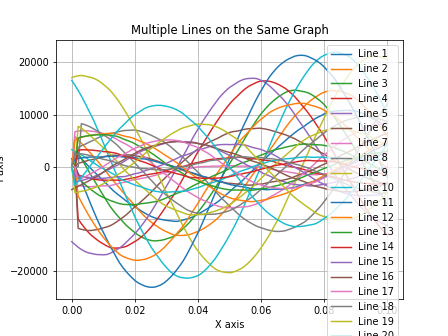 Multiple Lines on the Same Graph
20000
10000
0
−10000
−20000
0.00
0.02
0.04
0.06
X axis
Line 1
Line 2
Line 3
Line 4
Line 5
Line 6
Line 7
Line 8
Line 9
Line 10
Line 11
Line 12
Line 13
Line 14
Line 15
Line 16
Line 17
Line 18
Line 19
Line 20